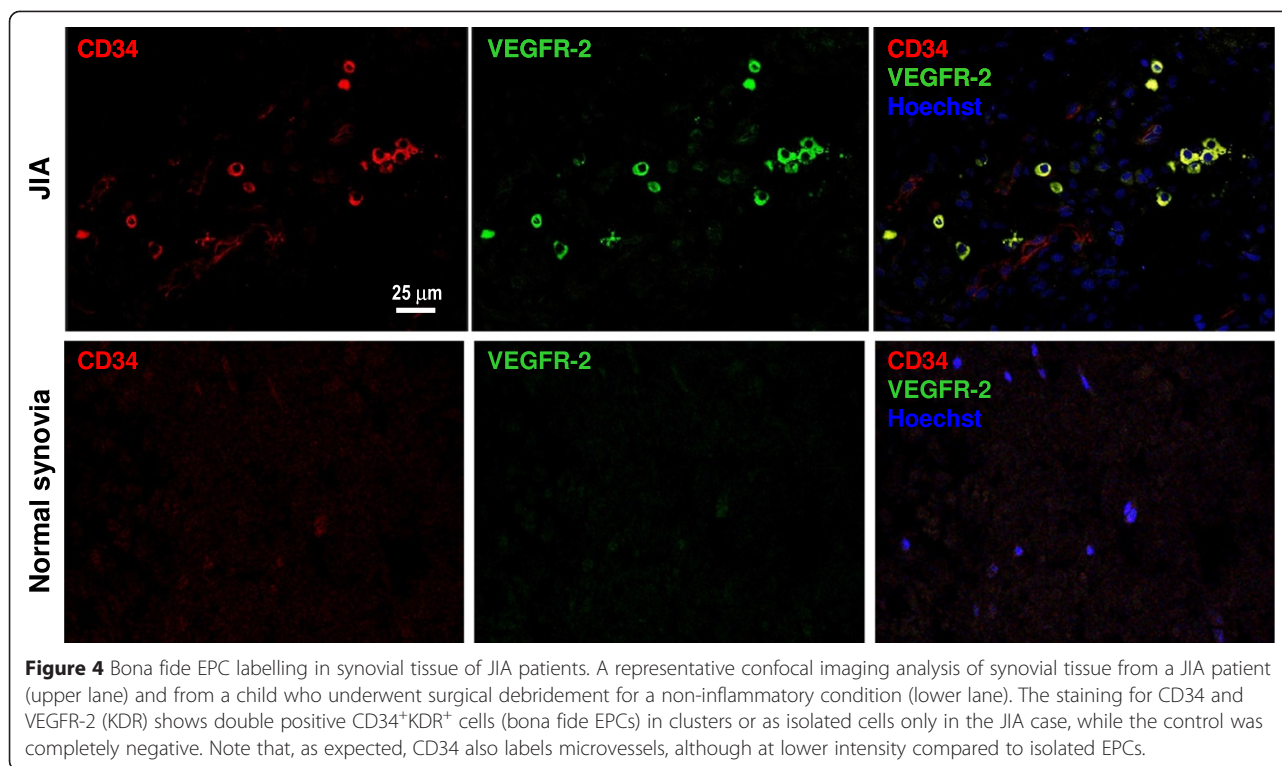 JIA
CD34
VEGFR-2
CD34
VEGFR-2
Hoechst
25 μm
Normal synovia
CD34
VEGFR-2
CD34
VEGFR-2
Hoechst
Figure 4 Bona fide EPC labelling in synovial tissue of JIA patients. A representative confocal imaging analysis of synovial tissue from a JIA patient
(upper lane) and from a child who underwent surgical debridement for a non-inflammatory condition (lower lane). The staining for CD34 and
VEGFR-2 (KDR) shows double positive CD34⁺KDR⁺ cells (bona fide EPCs) in clusters or as isolated cells only in the JIA case, while the control was
completely negative. Note that, as expected, CD34 also labels microvessels, although at lower intensity compared to isolated EPCs.